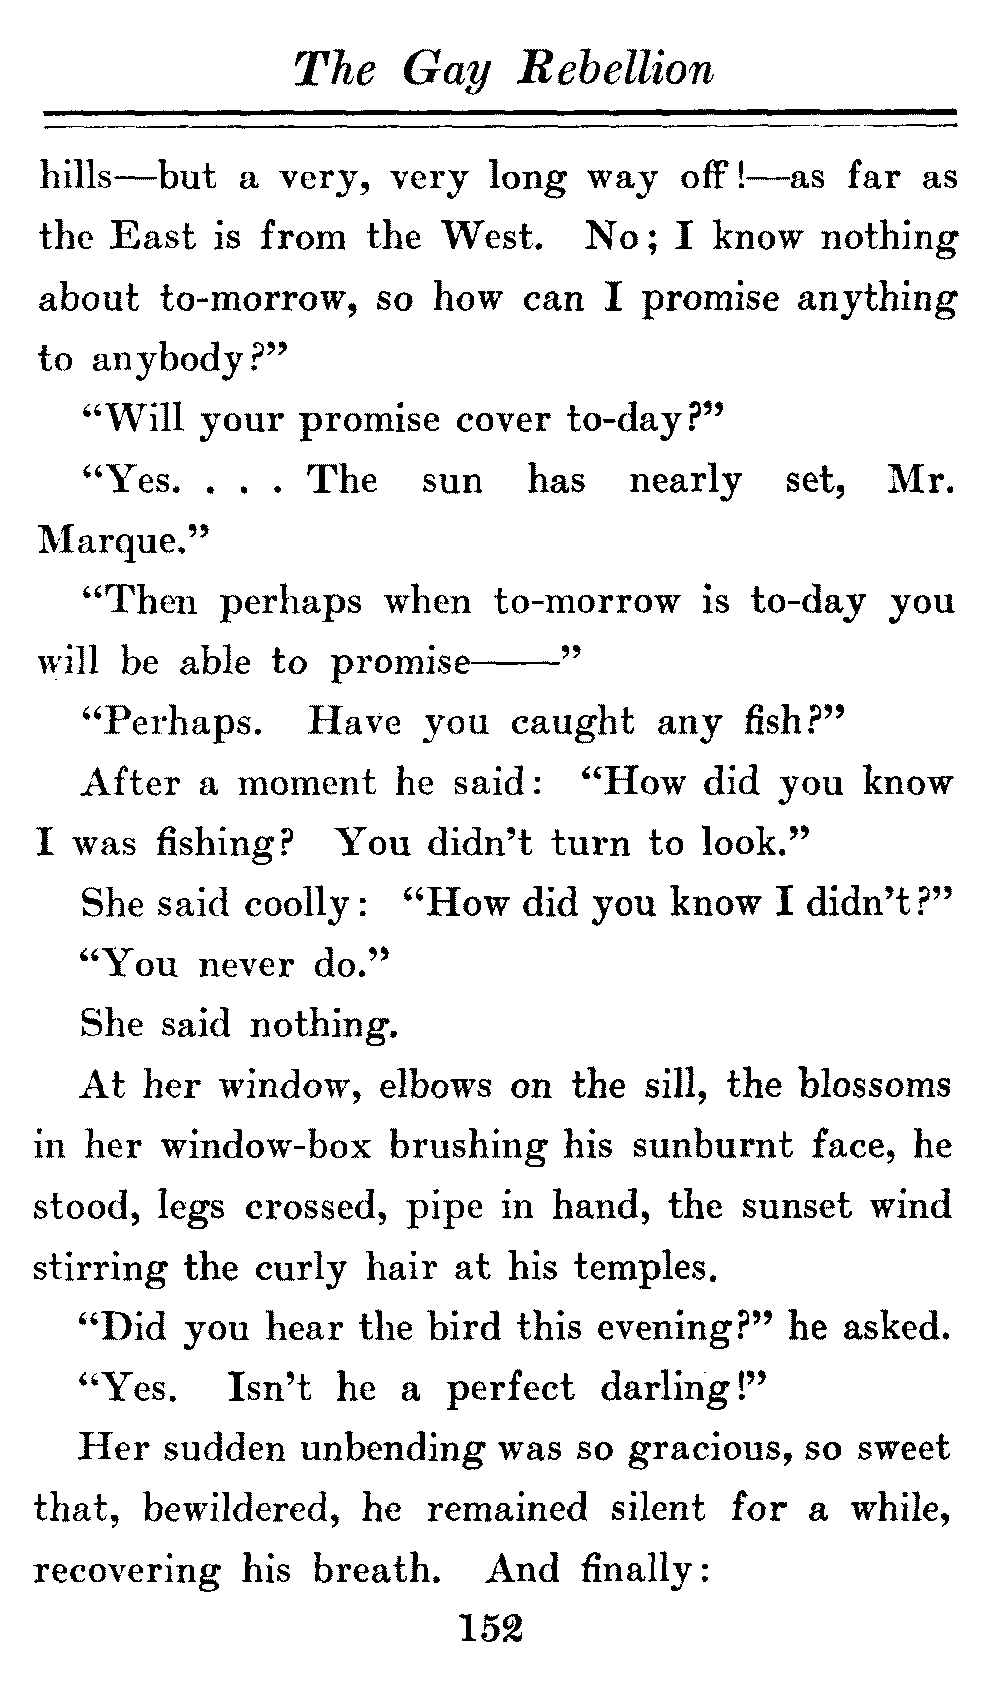 The Gay Rebellion
hills—but a very, very long way off!—as far as
the East is from the West. No; I know nothing
about to-morrow, so how can I promise anything
to anybody?”
“Will your promise cover to-day?”
“Yes. . . . The sun has nearly set, Mr.
Marque.”
“Then perhaps when to-morrow is to-day you
will be able to promise——”
“Perhaps. Have you caught any fish?”
After a moment he said: “How did you know
I was fishing? You didn’t turn to look.”
She said coolly: “How did you know I didn’t?”
“You never do.”
She said nothing.
At her window, elbows on the sill, the blossoms
in her window-box brushing his sunburnt face, he
stood, legs crossed, pipe in hand, the sunset wind
stirring the curly hair at his temples.
“Did you hear the bird this evening?” he asked.
“Yes. Isn’t he a perfect darling!”
Her sudden unbending was so gracious, so sweet
that, bewildered, he remained silent for a while,
recovering his breath. And finally:
152